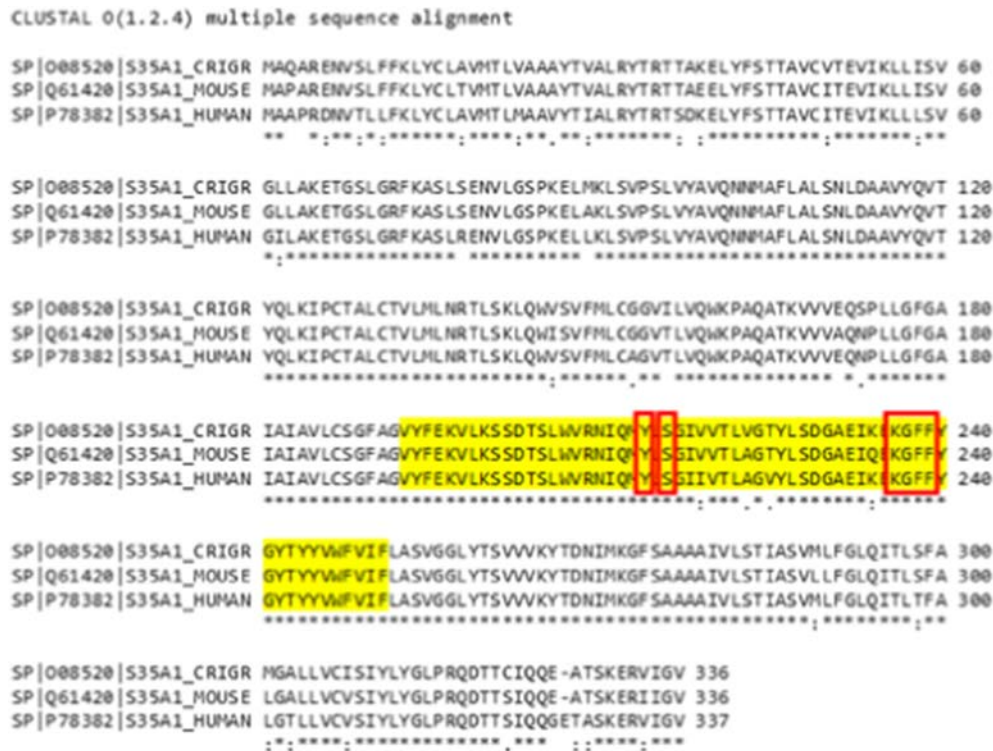 CLUSTAL O(1.2.4) multiple sequence alignment
SP|O08520|S35A1_CRIGR MAQARENVSLFFKLYCLAVMTLVAAAYTVALRYTRTTAKELYFSTTAVCVTEVIKLLISV 60
SP|Q61420|S35A1_MOUSE MAPARENVSLFFKLYCLTVMTLVAAAYTVALRYTRTTAEELYFSTTAVCITEVIKLLISV 60
SP|P78382|S35A1_HUMAN MAAPRDNVTLLFKLYCLAVMTLMAAVYTIALRYTRTSDKELYFSTTAVCITEVIKLLLSV 60
**  *:**:*:******:****:**.**:*******: :**********:*******:**
SP|O08520|S35A1_CRIGR GLLAKETGSLGRFKASLSENVLGSPKELMKLSVPSLVYAVQNNMAFLALSNLDAAVYQVT 120
SP|Q61420|S35A1_MOUSE GLLAKETGSLGRFKASLSENVLGSPKELAKLSVPSLVYAVQNNMAFLALSNLDAAVYQVT 120
SP|P78382|S35A1_HUMAN GILAKETGSLGRFKASLRENVLGSPKELLKLSVPSLVYAVQNNMAFLALSNLDAAVYQVT 120
*:*************** ********** *******************************
SP|O08520|S35A1_CRIGR YQLKIPCTALCTVLMLNRTLSKLQWVSVFMLCGGVILVQWKPAQATKVVVEQSPLLGFGA 180
SP|Q61420|S35A1_MOUSE YQLKIPCTALCTVLMLNRTLSKLQWISVFMLCGGVTLVQWKPAQATKVVVAQNPLLGFGA 180
SP|P78382|S35A1_HUMAN YQLKIPCTALCTVLMLNRTLSKLQWISVFMLCAGVTLVQWKPAQATKVVVEQNPLLGFGA 180
*************************:******.** ************** *.*******
SP|O08520|S35A1_CRIGR IAIAVLCSGFAGVYFEKVLKSSDTSLWVRNIQMYLSGIVVTLVGTYLSDGAEIKEKGFFY 240
SP|Q61420|S35A1_MOUSE IAIAVLCSGFAGVYFEKVLKSSDTSLWVRNIQMYLSGIVVTLAGTYLSDGAEIQEKGFFY 240
SP|P78382|S35A1_HUMAN IAIAVLCSGFAGVYFEKVLKSSDTSLWVRNIQMYLSGIIVTLAGVYLSDGAEIKEKGFFY 240
**************************************:***.*.********:******
SP|O08520|S35A1_CRIGR GYTYYVWFVIFLASVGGLYTSVVVKYTDNIMKGFSAAAAIVLSTIASVMLFGLQITLSFA 300
SP|Q61420|S35A1_MOUSE GYTYYVWFVIFLASVGGLYTSVVVKYTDNIMKGFSAAAAIVLSTIASVLLFGLQITLSFA 300
SP|P78382|S35A1_HUMAN GYTYYVWFVIFLASVGGLYTSVVVKYTDNIMKGFSAAAAIVLSTIASVMLFGLQITLTFA 300
************************************************:********:**
SP|O08520|S35A1_CRIGR MGALLVCISIYLYGLPRQDTTCIQQE-ATSKERVIGV 336
SP|Q61420|S35A1_MOUSE LGALLVCVSIYLYGLPRQDTTSIQQE-ATSKERIIGV 336
SP|P78382|S35A1_HUMAN LGTLLVCVSIYLYGLPRQDTTSIQQGETASKERVIGV 337
:*:****:*************.***  ::****:***